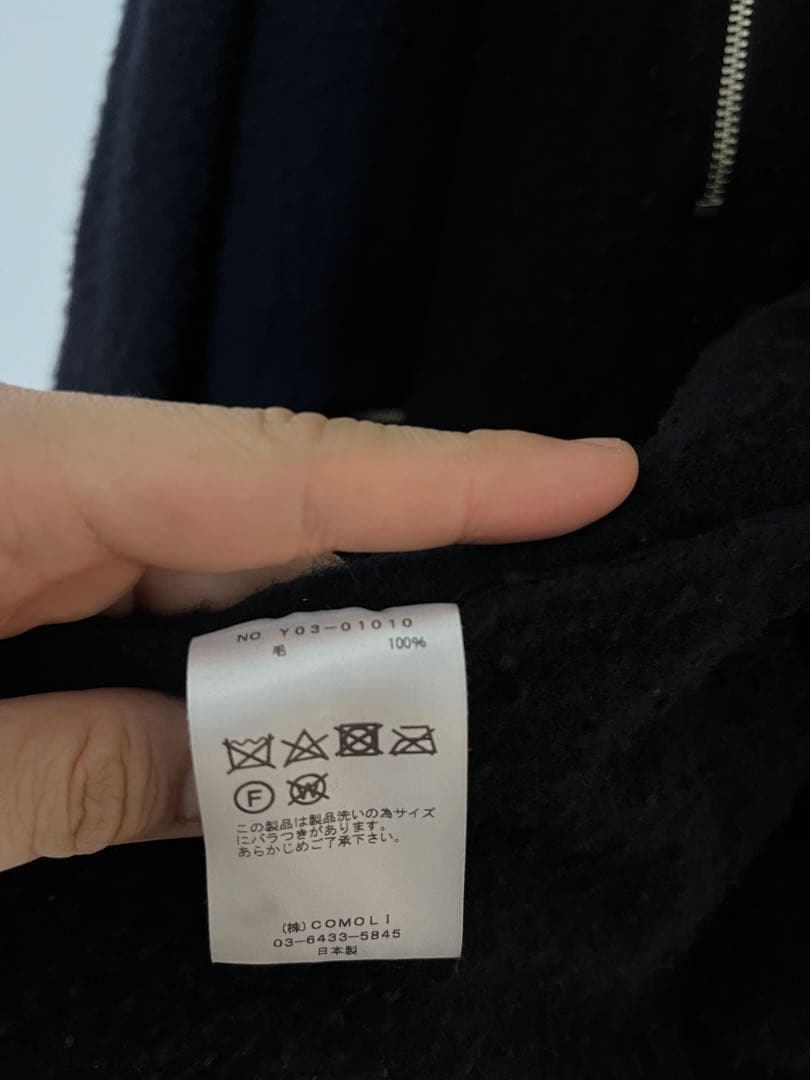 NO. Y03-01010
毛 100%
F W
この製品は製品洗いの為サイズ
にバラつきがあります。
あらかじめご了承下さい。
(株)COMOLI
03-6433-5845
日本製